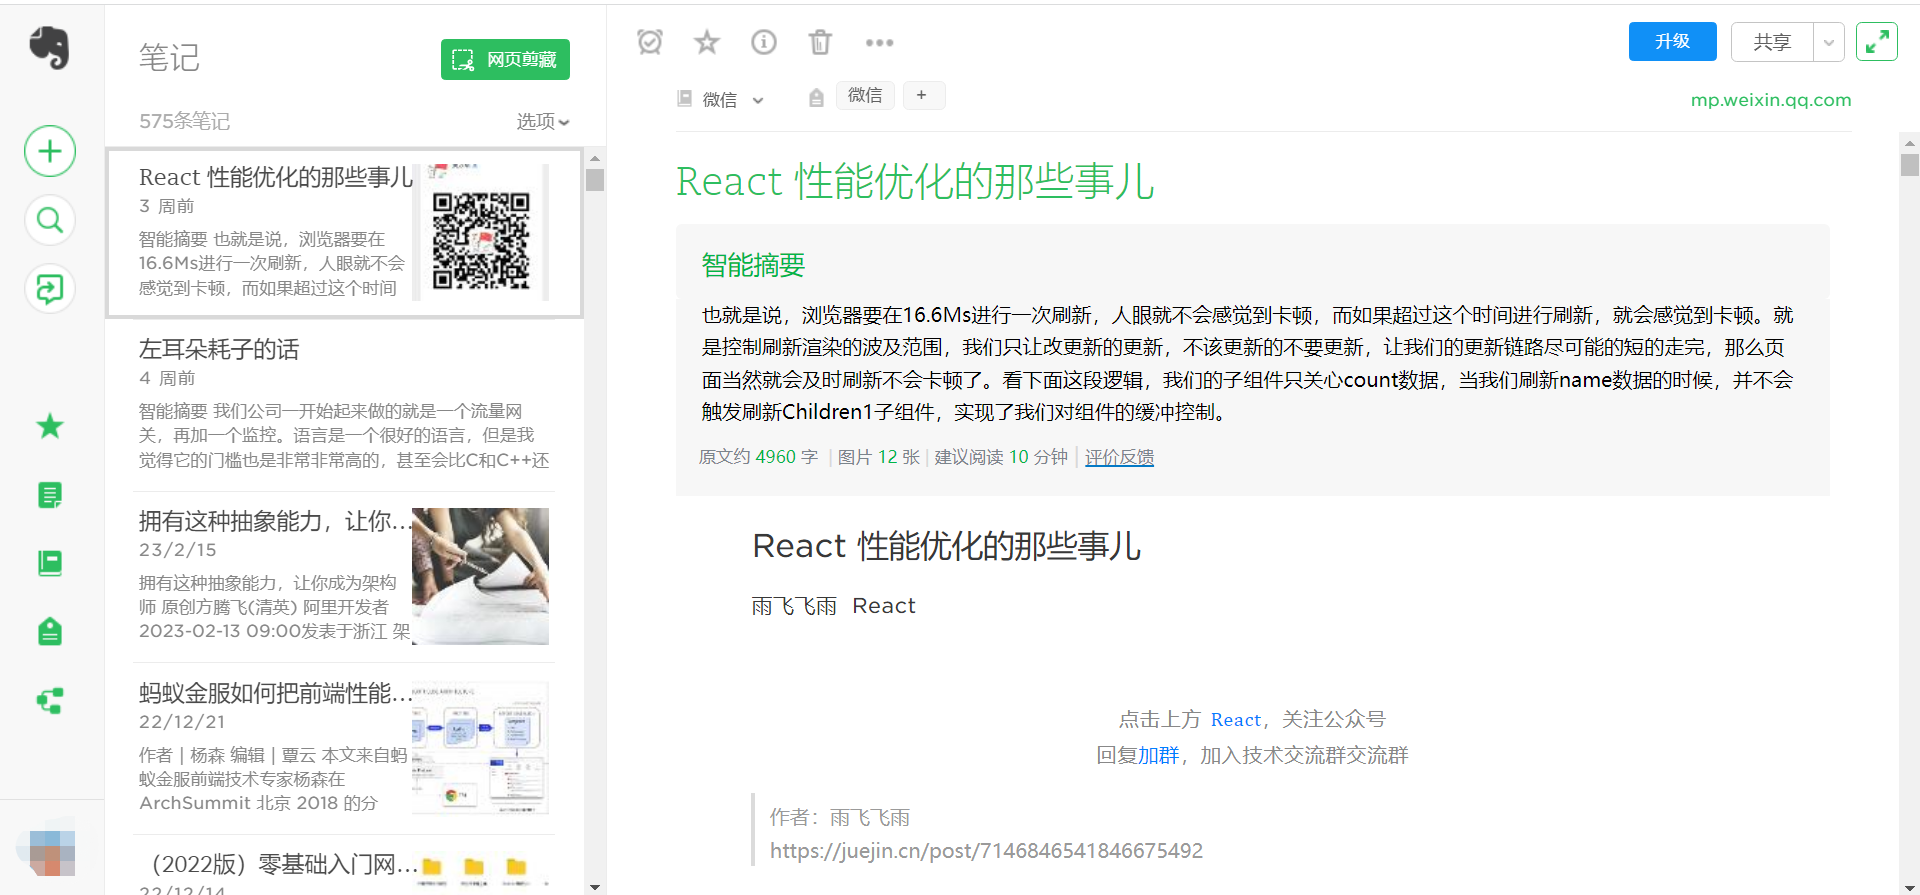 笔记
网页剪藏
575条笔记
选项
React 性能优化的那些事儿
3 周前
智能摘要 也就是说，浏览器要在
16.6Ms进行一次刷新，人眼就不会
感觉到卡顿，而如果超过这个时间
左耳朵耗子的话
4 周前
智能摘要 我们公司一开始起来做的就是一个流量网
关，再加一个监控。语言是一个很好的语言，但是我
觉得它的门槛也是非常非常高的，甚至会比C和C++还
拥有这种抽象能力，让你...
23/2/15
拥有这种抽象能力，让你成为架构
师 原创方腾飞(清英) 阿里开发者
2023-02-13 09:00发表于浙江 架
蚂蚁金服如何把前端性能...
22/12/21
作者 | 杨森 编辑 | 覃云 本文来自蚂
蚁金服前端技术专家杨森在
ArchSummit 北京 2018 的分
（2022版）零基础入门网...
22/12/14
升级
共享
微信
微信
+
mp.weixin.qq.com
React 性能优化的那些事儿
智能摘要
也就是说，浏览器要在16.6Ms进行一次刷新，人眼就不会感觉到卡顿，而如果超过这个时间进行刷新，就会感觉到卡顿。就
是控制刷新渲染的波及范围，我们只让改更新的更新，不该更新的不要更新，让我们的更新链路尽可能的短的走完，那么页
面当然就会及时刷新不会卡顿了。看下面这段逻辑，我们的子组件只关心count数据，当我们刷新name数据的时候，并不会
触发刷新Children1子组件，实现了我们对组件的缓冲控制。
原文约 4960 字 | 图片 12 张 | 建议阅读 10 分钟 | 评价反馈
React 性能优化的那些事儿
雨飞飞雨 React
点击上方 React，关注公众号
回复加群，加入技术交流群交流群
作者：雨飞飞雨
https://juejin.cn/post/7146846541846675492